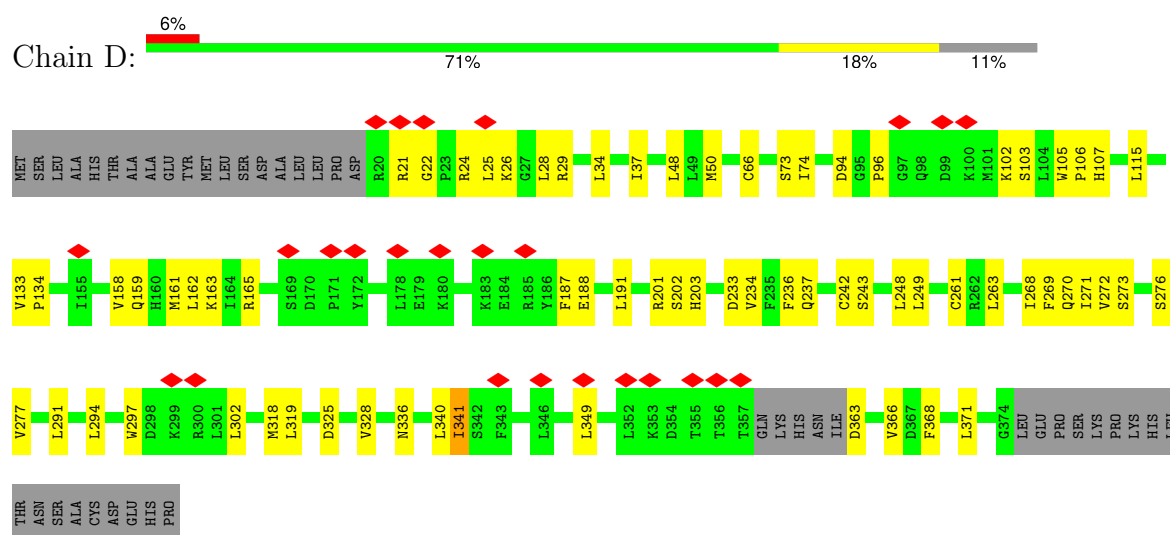 6%
Chain D:
71% 18% 11%
MET SER LEU ALA HIS THR ALA ALA GLU TYR MET LEU SER ASP ALA LEU LEU PRO ASP R20 R21 G22 P23 R24 L25 K26 G27 L28 R29 L34 I37 L48 L49 M50 C66 S73 I74 D94 G95 P96 G97 Q98 D99 K100 M101 K102 S103 L104 W105 P106 H107 L115
V133 P134 I155 V158 Q159 H160 M161 L162 K163 I164 R165 S169 D170 P171 Y172 L178 E179 K180 K183 E184 R185 Y186 F187 E188 L191 R201 S202 H203 D233 V234 F235 F236 Q237 C242 S243 L248 L249 C261 R262 L263 I268 F269 Q270 I271 V272 S273 S276
V277 L291 L294 W297 D298 K299 R300 L301 L302 M318 L319 D325 V328 N336 L340 I341 S342 F343 L346 L349 L352 K353 D354 T355 T356 T357 GLN LYS HIS ASN ILE D363 V366 D367 F368 L371 G374 LEU GLU PRO SER LYS PRO LYS HIS LEU
THR ASN SER ALA CYS ASP GLU HIS PRO